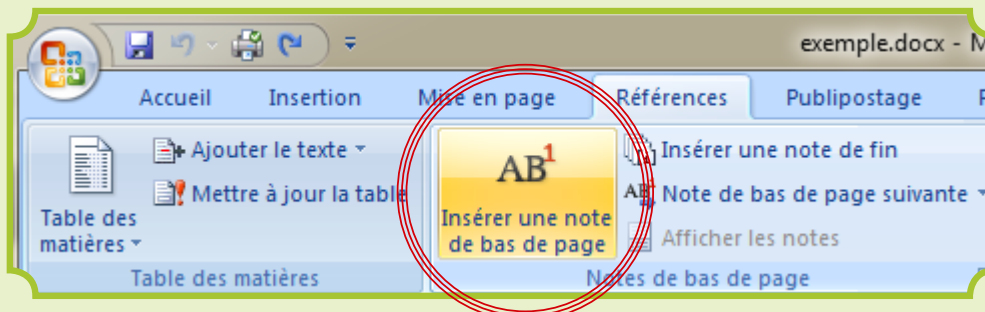 exemple.docx - M
Accueil Insertion Mise en page Références Publipostage
Table des
matières
Ajouter le texte
Mettre à jour la table
Table des matières
AB1
Insérer une note
de bas de page
Insérer une note de fin
AB1 Note de bas de page suivante
Afficher les notes
Notes de bas de page